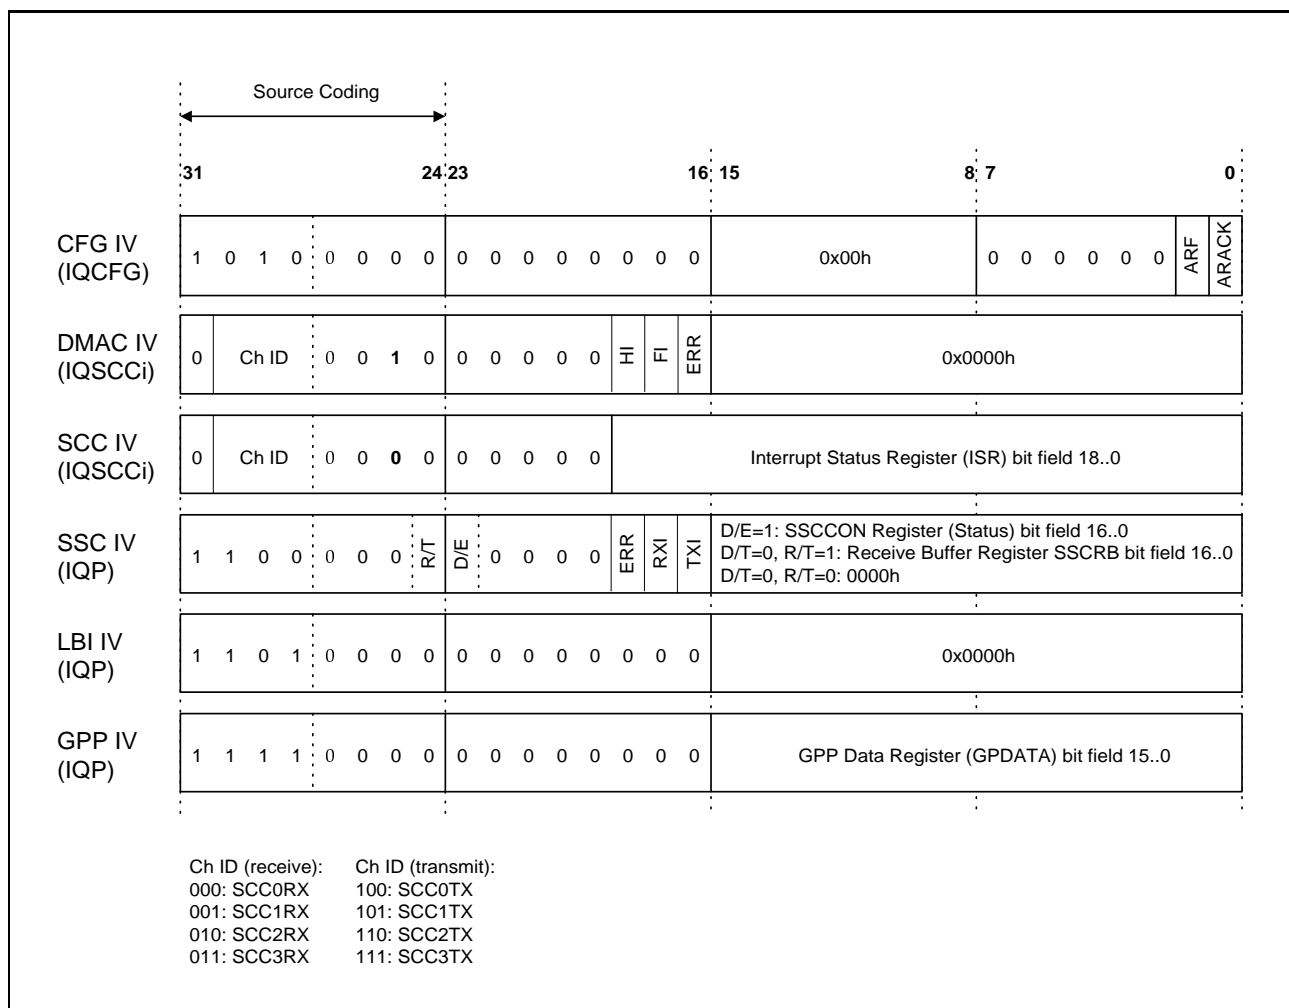 Source Coding
31 24 23 16 15 8 7 0
CFG IV
(IQCFG)
1 0 1 0 0 0 0 0 0 0 0 0 0 0 0 0 0x00h 0 0 0 0 0 0 ARF ARACK
DMAC IV
(IQSCCi)
0 Ch ID 0 0 1 0 0 0 0 0 0 HI FI ERR 0x0000h
SCC IV
(IQSCCi)
0 Ch ID 0 0 0 0 0 0 0 0 0 Interrupt Status Register (ISR) bit field 18..0
SSC IV
(IQP)
1 1 0 0 0 0 0 R/T D/E 0 0 0 0 ERR RXI TXI
D/E=1: SSCCON Register (Status) bit field 16..0
D/T=0, R/T=1: Receive Buffer Register SSCRB bit field 16..0
D/T=0, R/T=0: 0000h
LBI IV
(IQP)
1 1 0 1 0 0 0 0 0 0 0 0 0 0 0 0 0x0000h
GPP IV
(IQP)
1 1 1 1 0 0 0 0 0 0 0 0 0 0 0 0 GPP Data Register (GPDATA) bit field 15..0
Ch ID (receive): Ch ID (transmit):
000: SCC0RX 100: SCC0TX
001: SCC1RX 101: SCC1TX
010: SCC2RX 110: SCC2TX
011: SCC3RX 111: SCC3TX